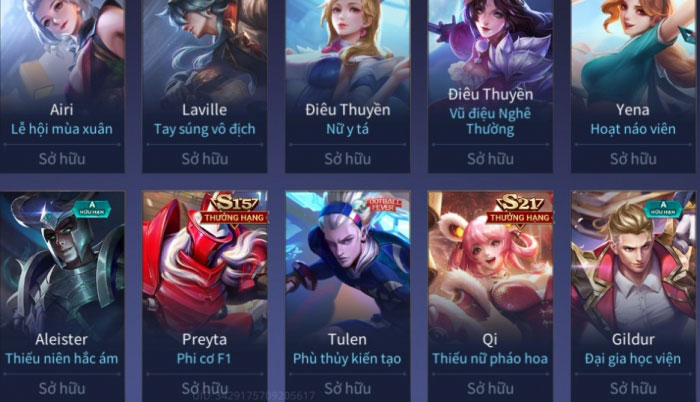 Airi
Lễ hội mùa xuân
Sở hữu
Laville
Tay súng vô địch
Sở hữu
Điêu Thuyền
Nữ y tá
Sở hữu
Điêu Thuyền
Vũ điệu Nghê
Thường
Sở hữu
Yena
Hoạt náo viên
Sở hữu
A
HỮU HẠN
Aleister
Thiếu niên hắc ám
Sở hữu
S15
THƯỞNG HẠNG
Preyta
Phi cơ F1
Sở hữu
FOOTBALL
FEVER
Tulen
Phù thủy kiến tạo
Sở hữu
S21
THƯỞNG HẠNG
Qi
Thiếu nữ pháo hoa
Sở hữu
A
HỮU HẠN
Gildur
Đại gia học viện
Sở hữu